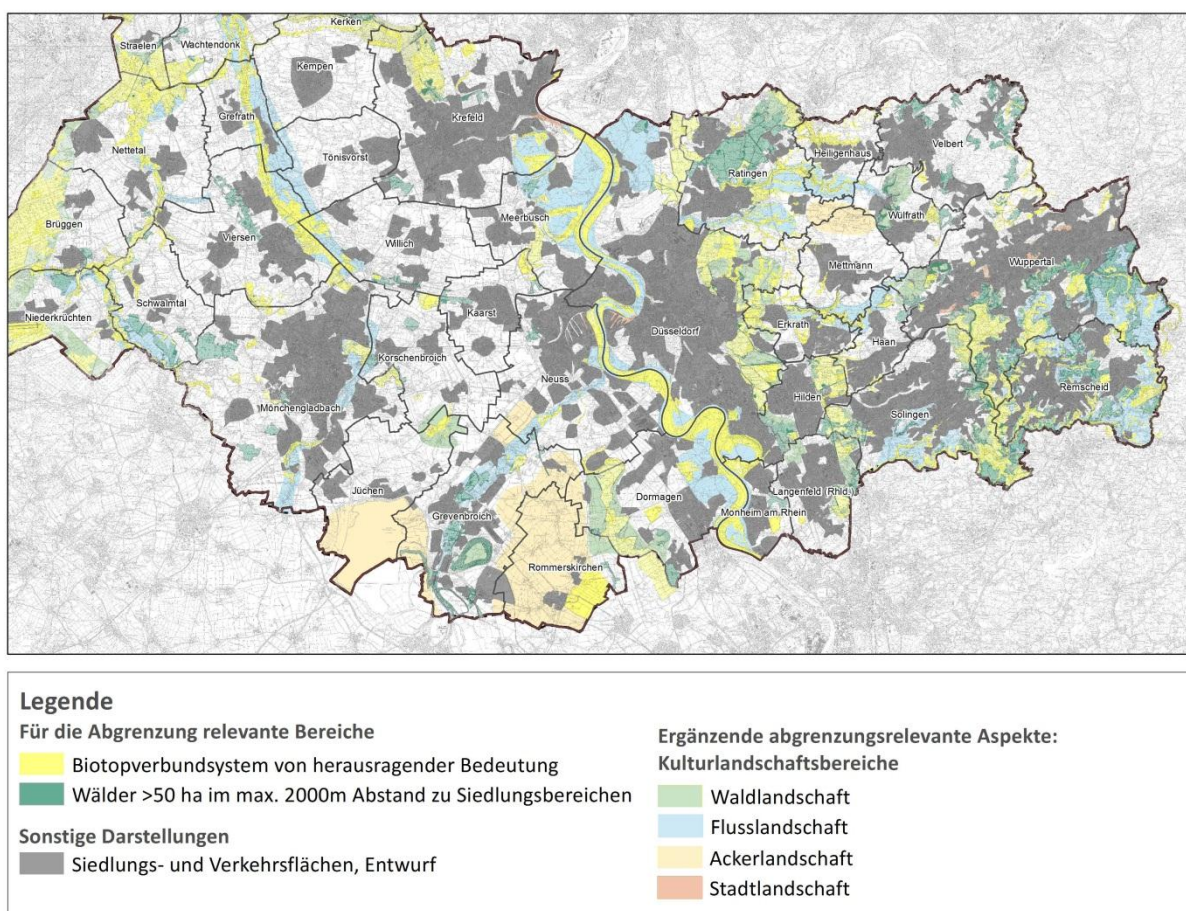 Kerken
Straelen
Wachtendonk
Kempen
Krefeld
Grefrath
Nettetal
Tönisvorst
Heiligenhaus
Velbert
Ratingen
Brüggen
Meerbusch
Wülfrath
Viersen
Willich
Mettmann
Wuppertal
Schwalmtal
Niederkrüchten
Kaarst
Düsseldorf
Erkrath
Haan
Korschenbroich
Neuss
Remscheid
Mönchengladbach
Hilden
Solingen
Jüchen
Dormagen
Langenfeld (Rhld.)
Grevenbroich
Monheim am Rhein
Rommerskirchen
Legende
Für die Abgrenzung relevante Bereiche
Biotopverbundsystem von herausragender Bedeutung
Wälder >50 ha im max. 2000m Abstand zu Siedlungsbereichen
Sonstige Darstellungen
Siedlungs- und Verkehrsflächen, Entwurf
Ergänzende abgrenzungsrelevante Aspekte:
Kulturlandschaftsbereiche
Waldlandschaft
Flusslandschaft
Ackerlandschaft
Stadtlandschaft